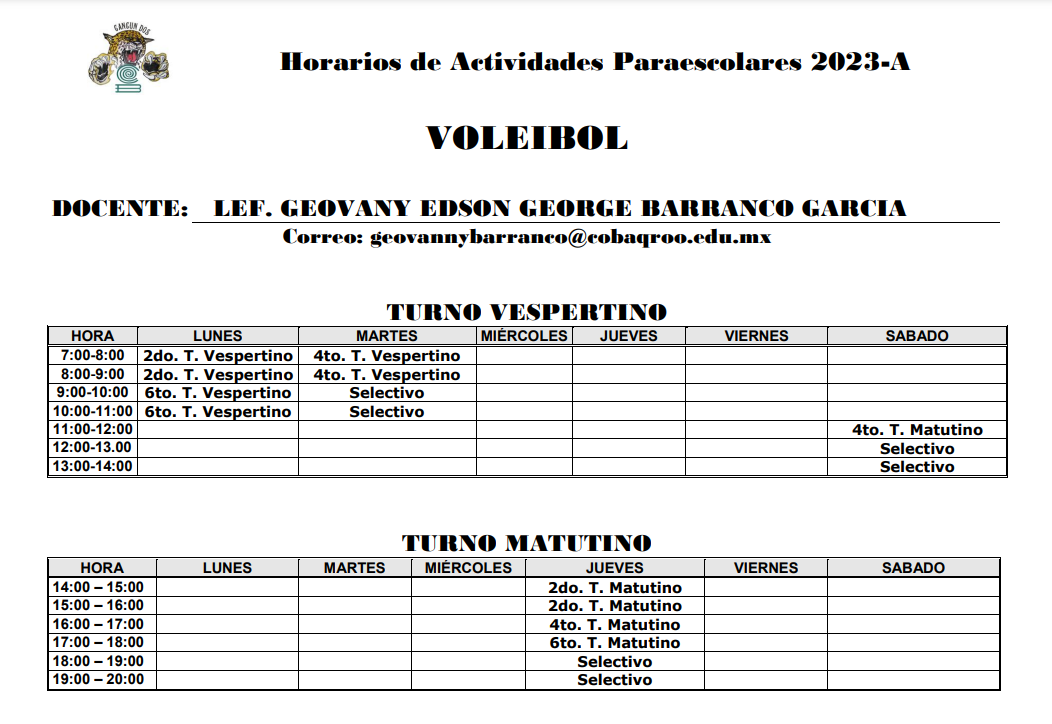 CANCUN DOS
Horarios de Actividades Paraescolares 2023-A
VOLEIBOL
DOCENTE: LEF. GEOVANY EDSON GEORGE BARRANCO GARCIA
Correo: geovannybarranco@cobaqroo.edu.mx
TURNO VESPERTINO
HORA LUNES MARTES MIÉRCOLES JUEVES VIERNES SABADO
7:00-8:00 2do. T. Vespertino 4to. T. Vespertino
8:00-9:00 2do. T. Vespertino 4to. T. Vespertino
9:00-10:00 6to. T. Vespertino Selectivo
10:00-11:00 6to. T. Vespertino Selectivo
11:00-12:00 4to. T. Matutino
12:00-13.00 Selectivo
13:00-14:00 Selectivo
TURNO MATUTINO
HORA LUNES MARTES MIÉRCOLES JUEVES VIERNES SABADO
14:00 – 15:00 2do. T. Matutino
15:00 – 16:00 2do. T. Matutino
16:00 – 17:00 4to. T. Matutino
17:00 – 18:00 6to. T. Matutino
18:00 – 19:00 Selectivo
19:00 – 20:00 Selectivo